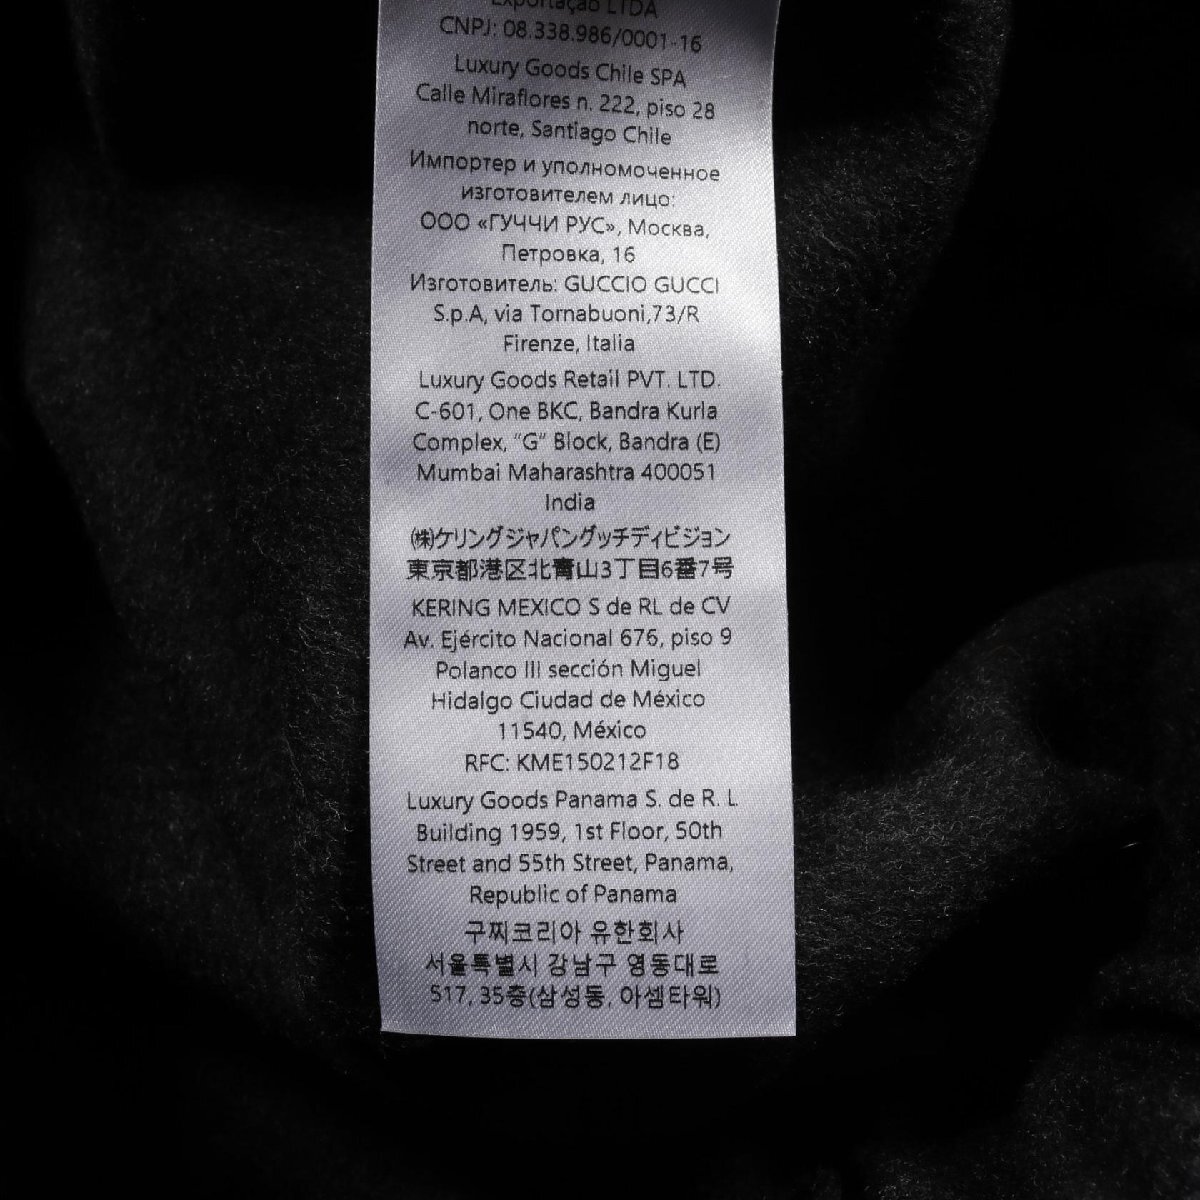 Exportação LTDA
CNPJ: 08.338.986/0001-16
Luxury Goods Chile SPA
Calle Miraflores n. 222, piso 28
norte, Santiago Chile
Импортер и уполномоченное
изготовителем лицо:
ООО «ГУЧЧИ РУС», Москва,
Петровка, 16
Изготовитель: GUCCIO GUCCI
S.p.A, via Tornabuoni,73/R
Firenze, Italia
Luxury Goods Retail PVT. LTD.
C-601, One BKC, Bandra Kurla
Complex, "G" Block, Bandra (E)
Mumbai Maharashtra 400051
India
㈱ケリングジャパングッチディビジョン
東京都港区北青山3丁目6番7号
KERING MEXICO S de RL de CV
Av. Ejército Nacional 676, piso 9
Polanco III sección Miguel
Hidalgo Ciudad de México
11540, México
RFC: KME150212F18
Luxury Goods Panama S. de R. L
Building 1959, 1st Floor, 50th
Street and 55th Street, Panama,
Republic of Panama
구찌코리아 유한회사
서울특별시 강남구 영동대로
517, 35층(삼성동, 아셈타워)